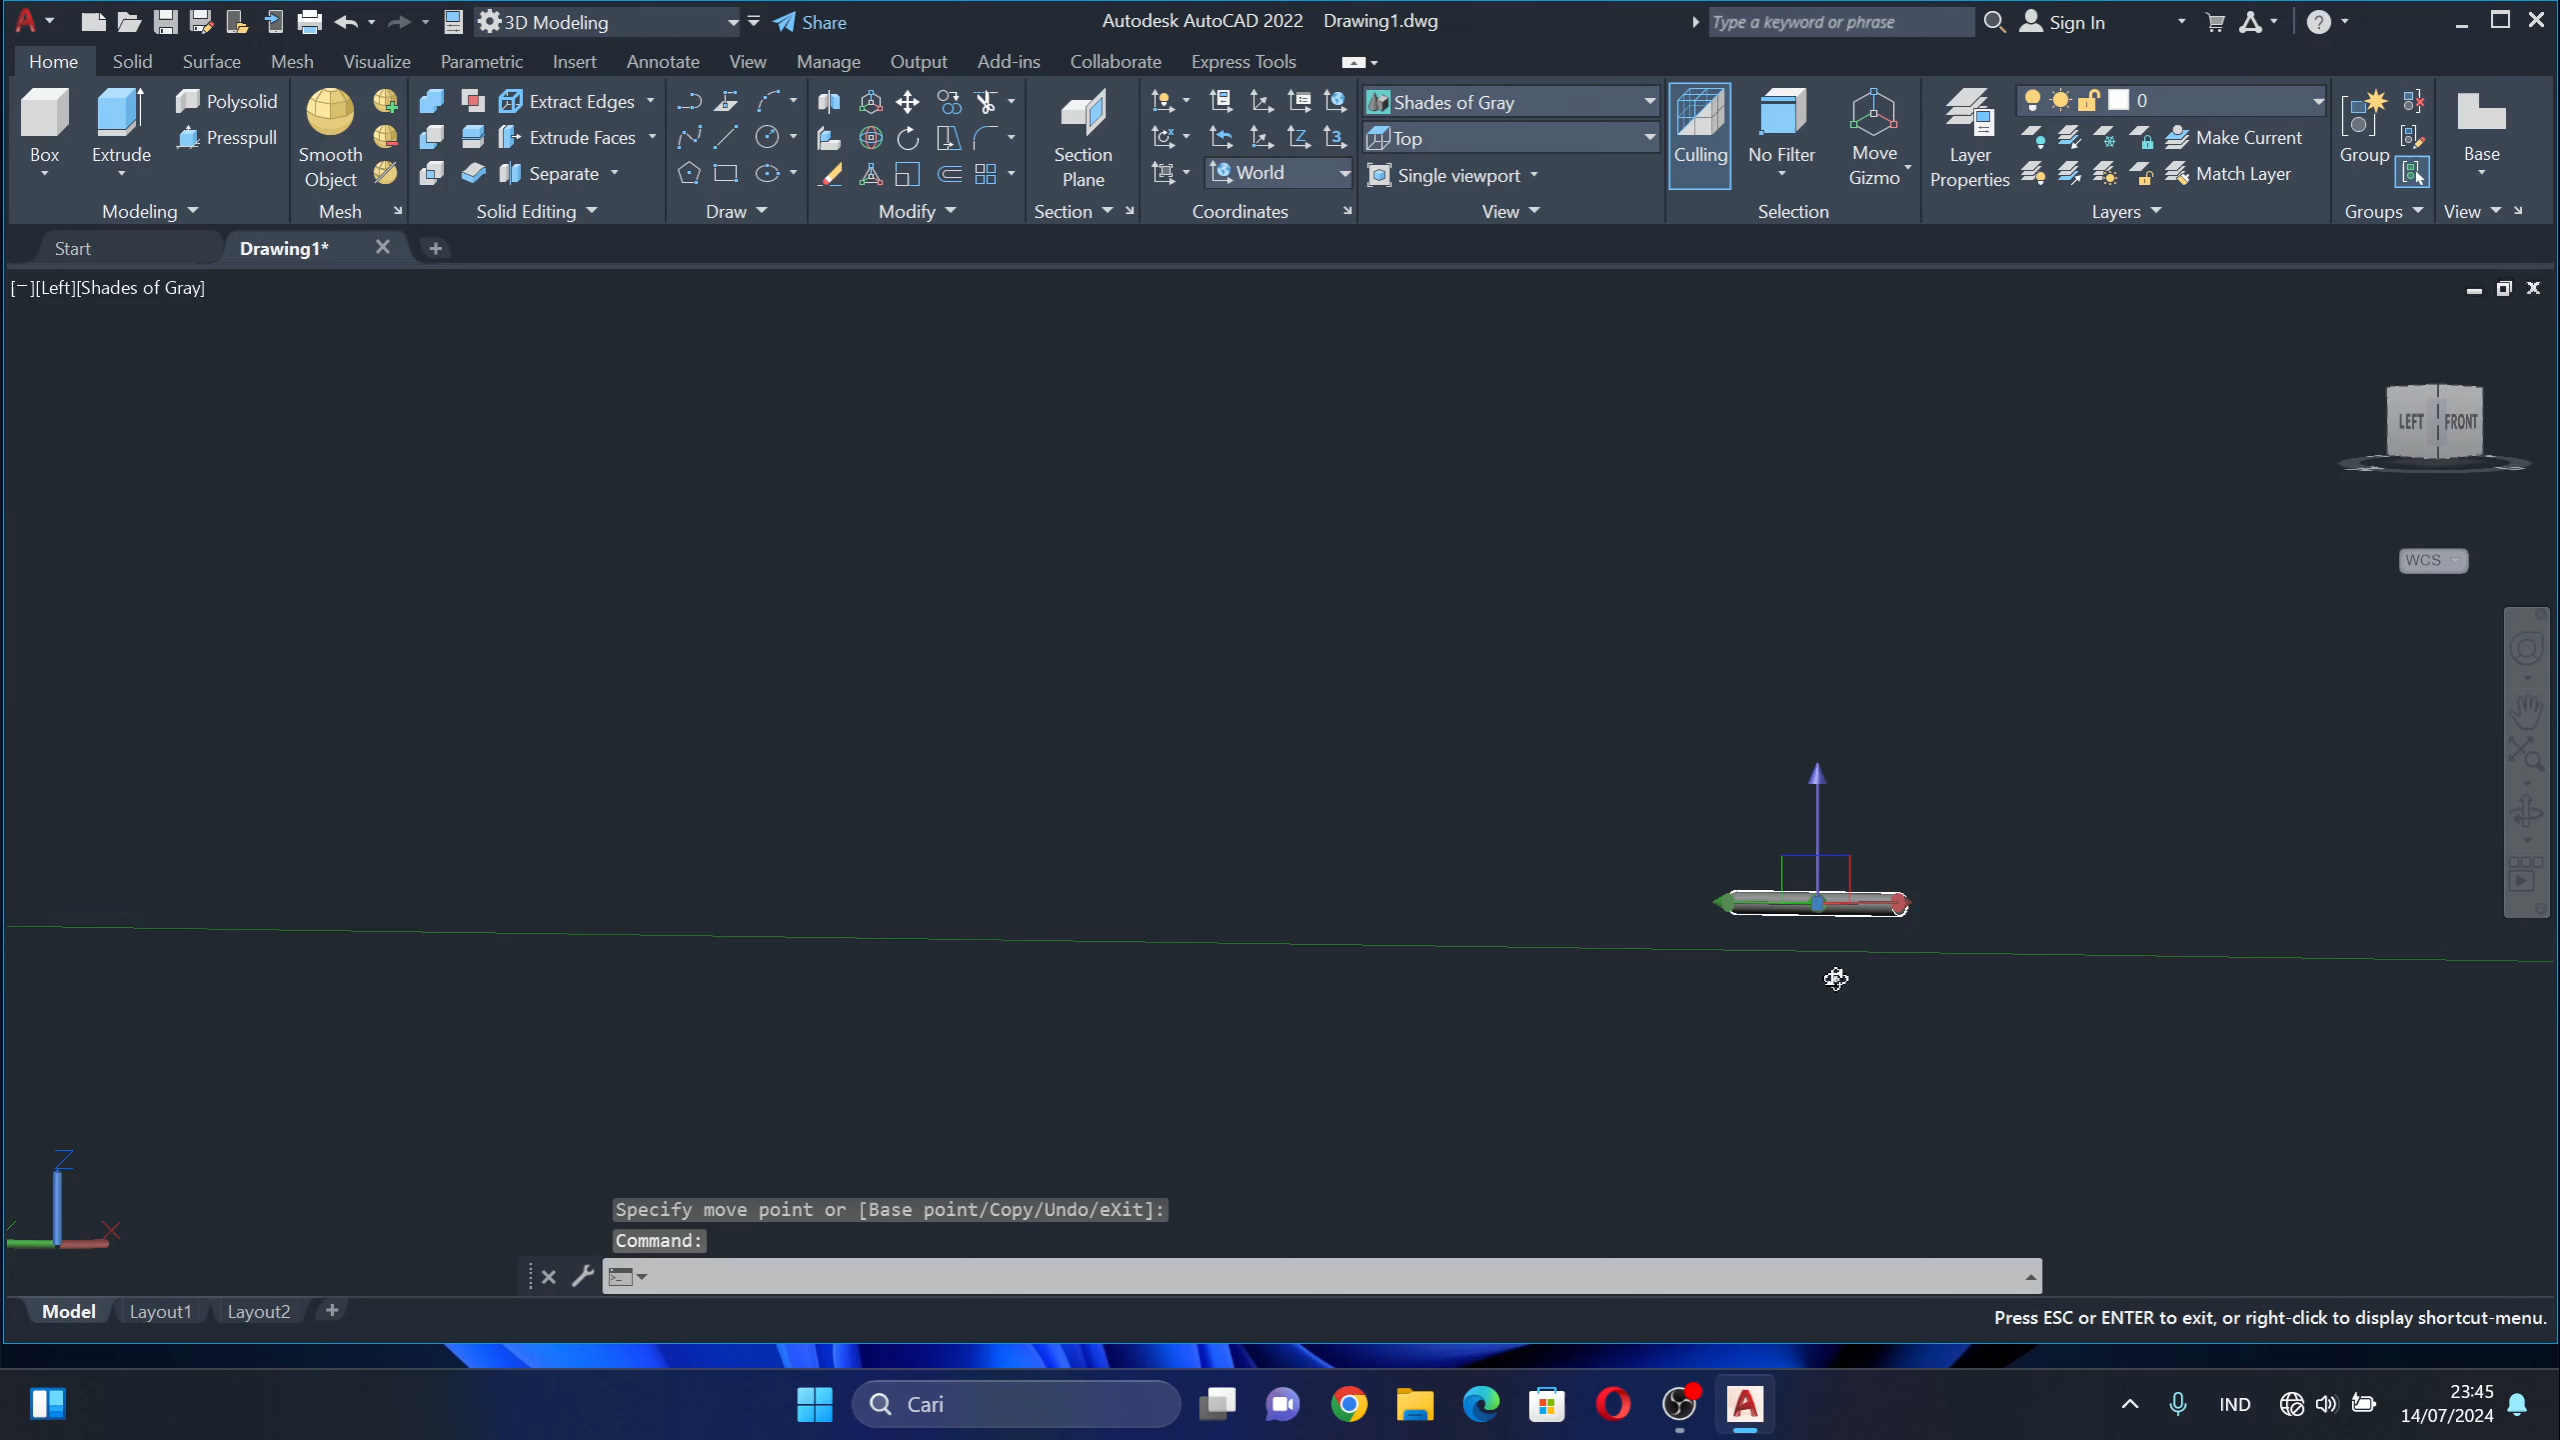 3D Modeling Share Autodesk AutoCAD 2022 Drawing1.dwg Type a keyword or phrase Sign In
Home Solid Surface Mesh Visualize Parametric Insert Annotate View Manage Output Add-ins Collaborate Express Tools
Box Extrude Polysolid Presspull
Smooth Object
Extract Edges
Extrude Faces
Separate
Section Plane
World
Shades of Gray
Top
Single viewport
Culling No Filter Move Gizmo
Layer Properties
0
Make Current
Match Layer
Group Base
Modeling Mesh Solid Editing Draw Modify Section Coordinates View Selection Layers Groups View
Start Drawing1*
[−][Left][Shades of Gray]
LEFT FRONT
WCS
Z
X
Specify move point or [Base point/Copy/Undo/eXit]:
Command:
Model Layout1 Layout2
Press ESC or ENTER to exit, or right-click to display shortcut-menu.
Cari IND 23:45
14/07/2024